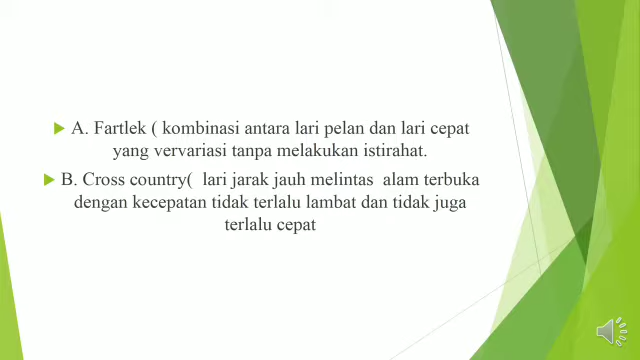 A. Fartlek ( kombinasi antara lari pelan dan lari cepat
yang vervariasi tanpa melakukan istirahat.
B. Cross country( lari jarak jauh melintas alam terbuka
dengan kecepatan tidak terlalu lambat dan tidak juga
terlalu cepat